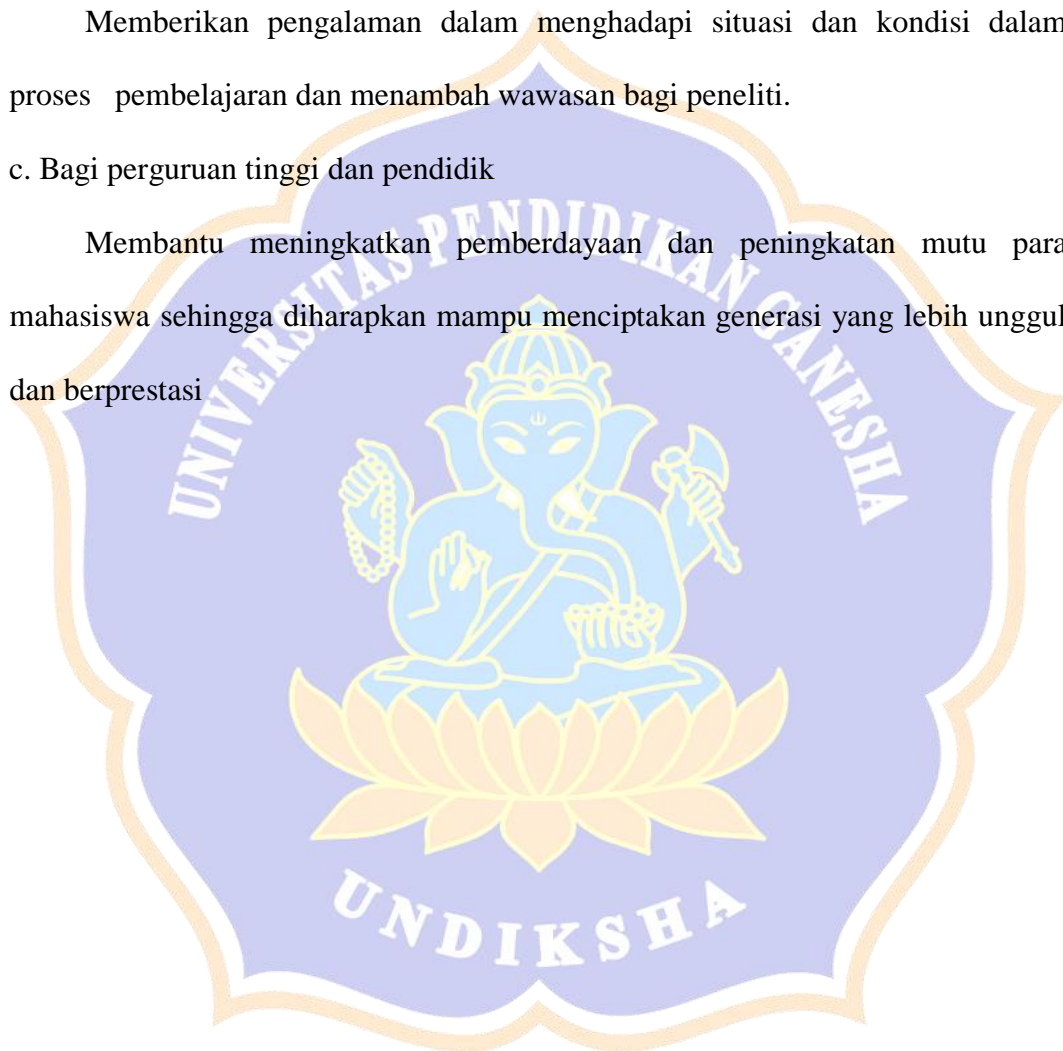 Memberikan pengalaman dalam menghadapi situasi dan kondisi dalam
proses pembelajaran dan menambah wawasan bagi peneliti.
c. Bagi perguruan tinggi dan pendidik
Membantu meningkatkan pemberdayaan dan peningkatan mutu para
mahasiswa sehingga diharapkan mampu menciptakan generasi yang lebih unggul
dan berprestasi
UNIVERSITAS PENDIDIKAN GANESHA
UNDIKSHA